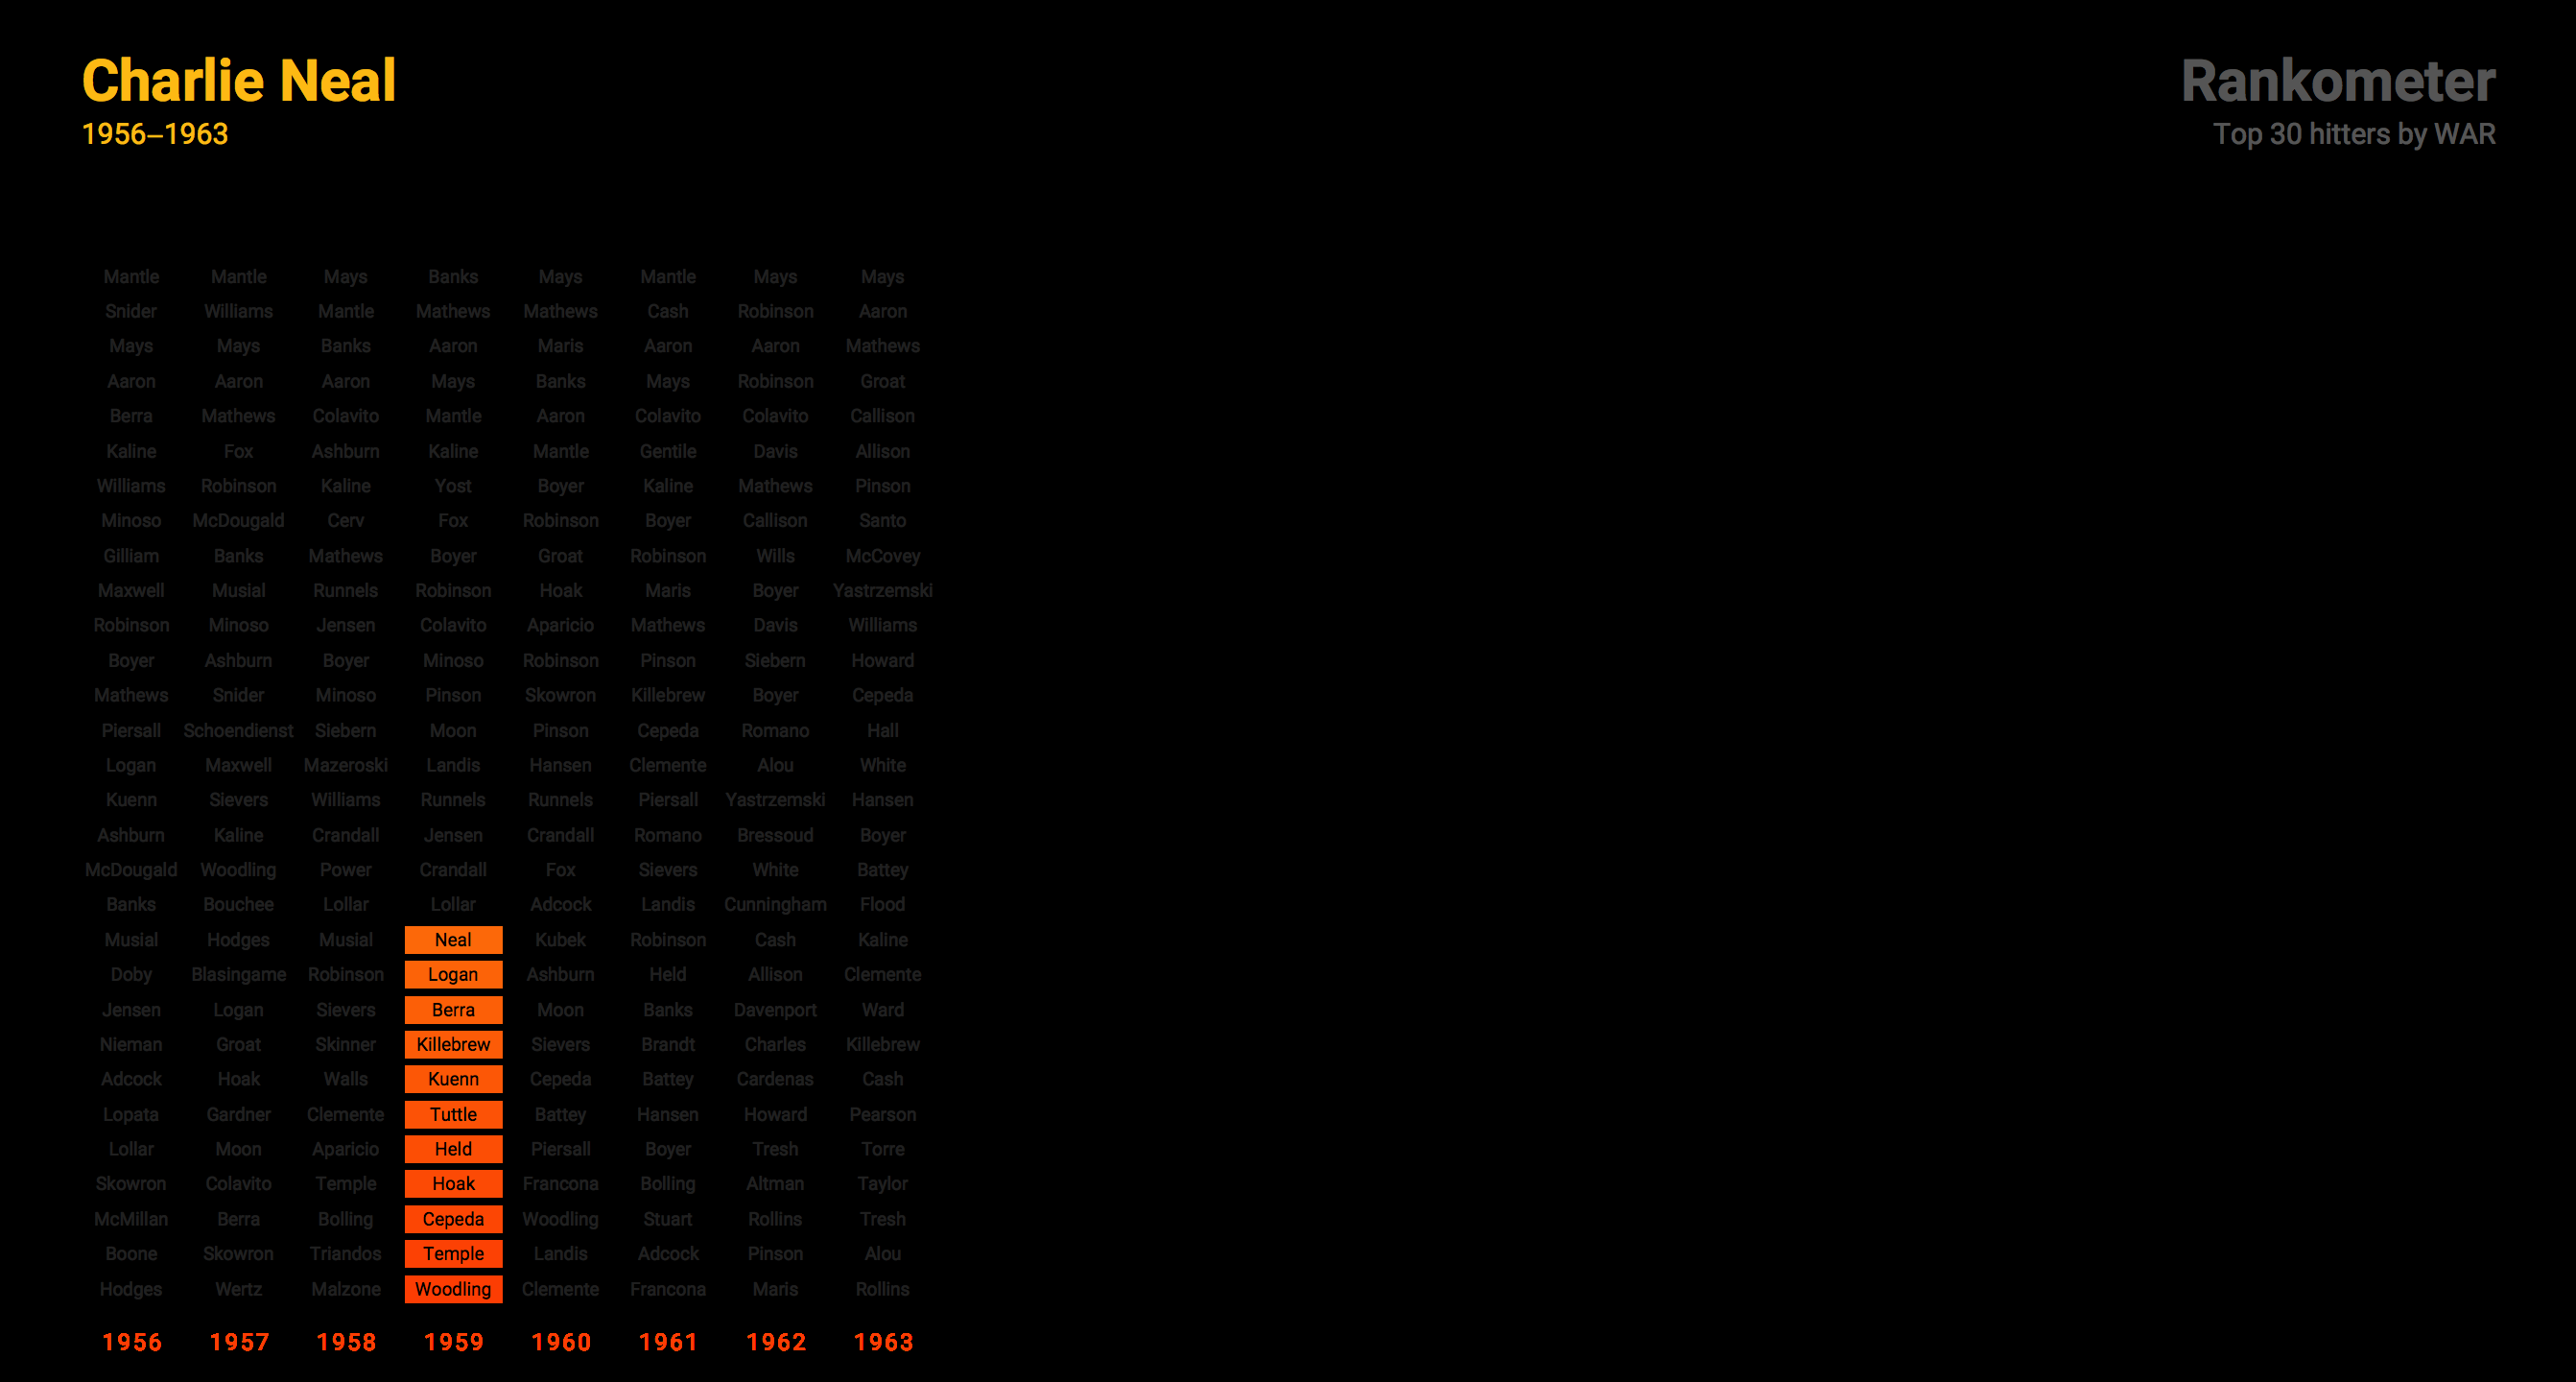 Charlie Neal
1956–1963
Rankometer
Top 30 hitters by WAR
Mantle Mantle Mays Banks Mays Mantle Mays Mays
Snider Williams Mantle Mathews Mathews Cash Robinson Aaron
Mays Mays Banks Aaron Maris Aaron Aaron Mathews
Aaron Aaron Aaron Mays Banks Mays Robinson Groat
Berra Mathews Colavito Mantle Aaron Colavito Colavito Callison
Kaline Fox Ashburn Kaline Mantle Gentile Davis Allison
Williams Robinson Kaline Yost Boyer Kaline Mathews Pinson
Minoso McDougald Cerv Fox Robinson Boyer Callison Santo
Gilliam Banks Mathews Boyer Groat Robinson Wills McCovey
Maxwell Musial Runnels Robinson Hoak Maris Boyer Yastrzemski
Robinson Minoso Jensen Colavito Aparicio Mathews Davis Williams
Boyer Ashburn Boyer Minoso Robinson Pinson Siebern Howard
Mathews Snider Minoso Pinson Skowron Killebrew Boyer Cepeda
Piersall Schoendienst Siebern Moon Pinson Cepeda Romano Hall
Logan Maxwell Mazeroski Landis Hansen Clemente Alou White
Kuenn Sievers Williams Runnels Runnels Piersall Yastrzemski Hansen
Ashburn Kaline Crandall Jensen Crandall Romano Bressoud Boyer
McDougald Woodling Power Crandall Fox Sievers White Battey
Banks Bouchee Lollar Lollar Adcock Landis Cunningham Flood
Musial Hodges Musial Neal Kubek Robinson Cash Kaline
Doby Blasingame Robinson Logan Ashburn Held Allison Clemente
Jensen Logan Sievers Berra Moon Banks Davenport Ward
Nieman Groat Skinner Killebrew Sievers Brandt Charles Killebrew
Adcock Hoak Walls Kuenn Cepeda Battey Cardenas Cash
Lopata Gardner Clemente Tuttle Battey Hansen Howard Pearson
Lollar Moon Aparicio Held Piersall Boyer Tresh Torre
Skowron Colavito Temple Hoak Francona Bolling Altman Taylor
McMillan Berra Bolling Cepeda Woodling Stuart Rollins Tresh
Boone Skowron Triandos Temple Landis Adcock Pinson Alou
Hodges Wertz Malzone Woodling Clemente Francona Maris Rollins
1956 1957 1958 1959 1960 1961 1962 1963